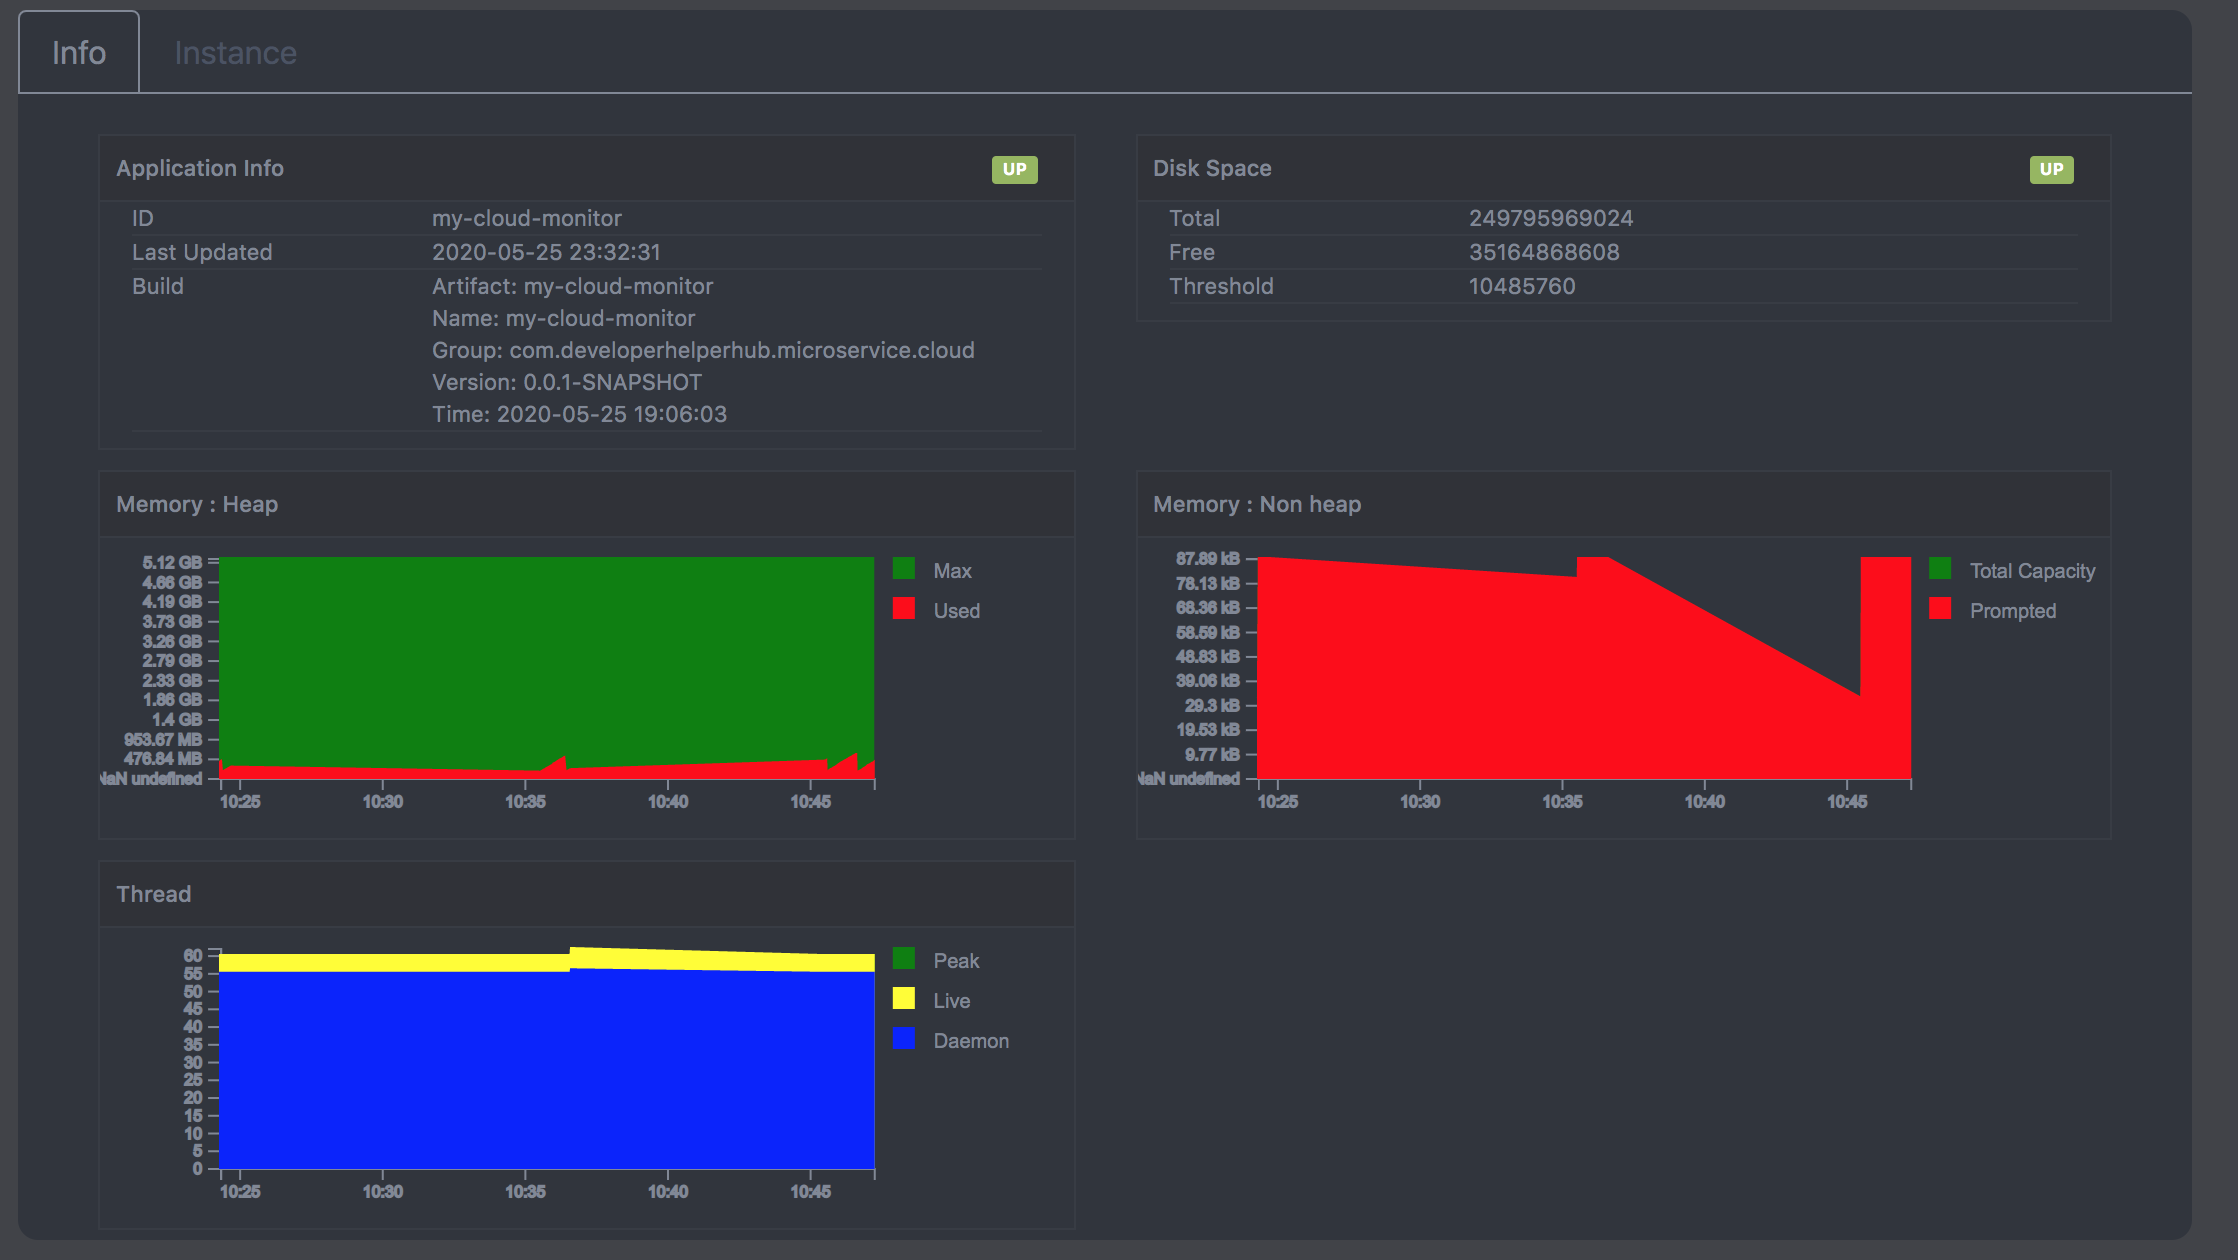 Info
Instance
Application Info
UP
ID
my-cloud-monitor
Last Updated
2020-05-25 23:32:31
Build
Artifact: my-cloud-monitor
Name: my-cloud-monitor
Group: com.developerhelperhub.microservice.cloud
Version: 0.0.1-SNAPSHOT
Time: 2020-05-25 19:06:03
Disk Space
UP
Total
249795969024
Free
35164868608
Threshold
10485760
Memory : Heap
5.12 GB
4.66 GB
4.19 GB
3.73 GB
3.26 GB
2.79 GB
2.33 GB
1.86 GB
1.4 GB
953.67 MB
476.84 MB
NaN undefined
10:25
10:30
10:35
10:40
10:45
Max
Used
Memory : Non heap
87.89 kB
78.13 kB
68.36 kB
58.59 kB
48.83 kB
39.06 kB
29.3 kB
19.53 kB
9.77 kB
NaN undefined
10:25
10:30
10:35
10:40
10:45
Total Capacity
Prompted
Thread
60
55
50
45
40
35
30
25
20
15
10
5
0
10:25
10:30
10:35
10:40
10:45
Peak
Live
Daemon